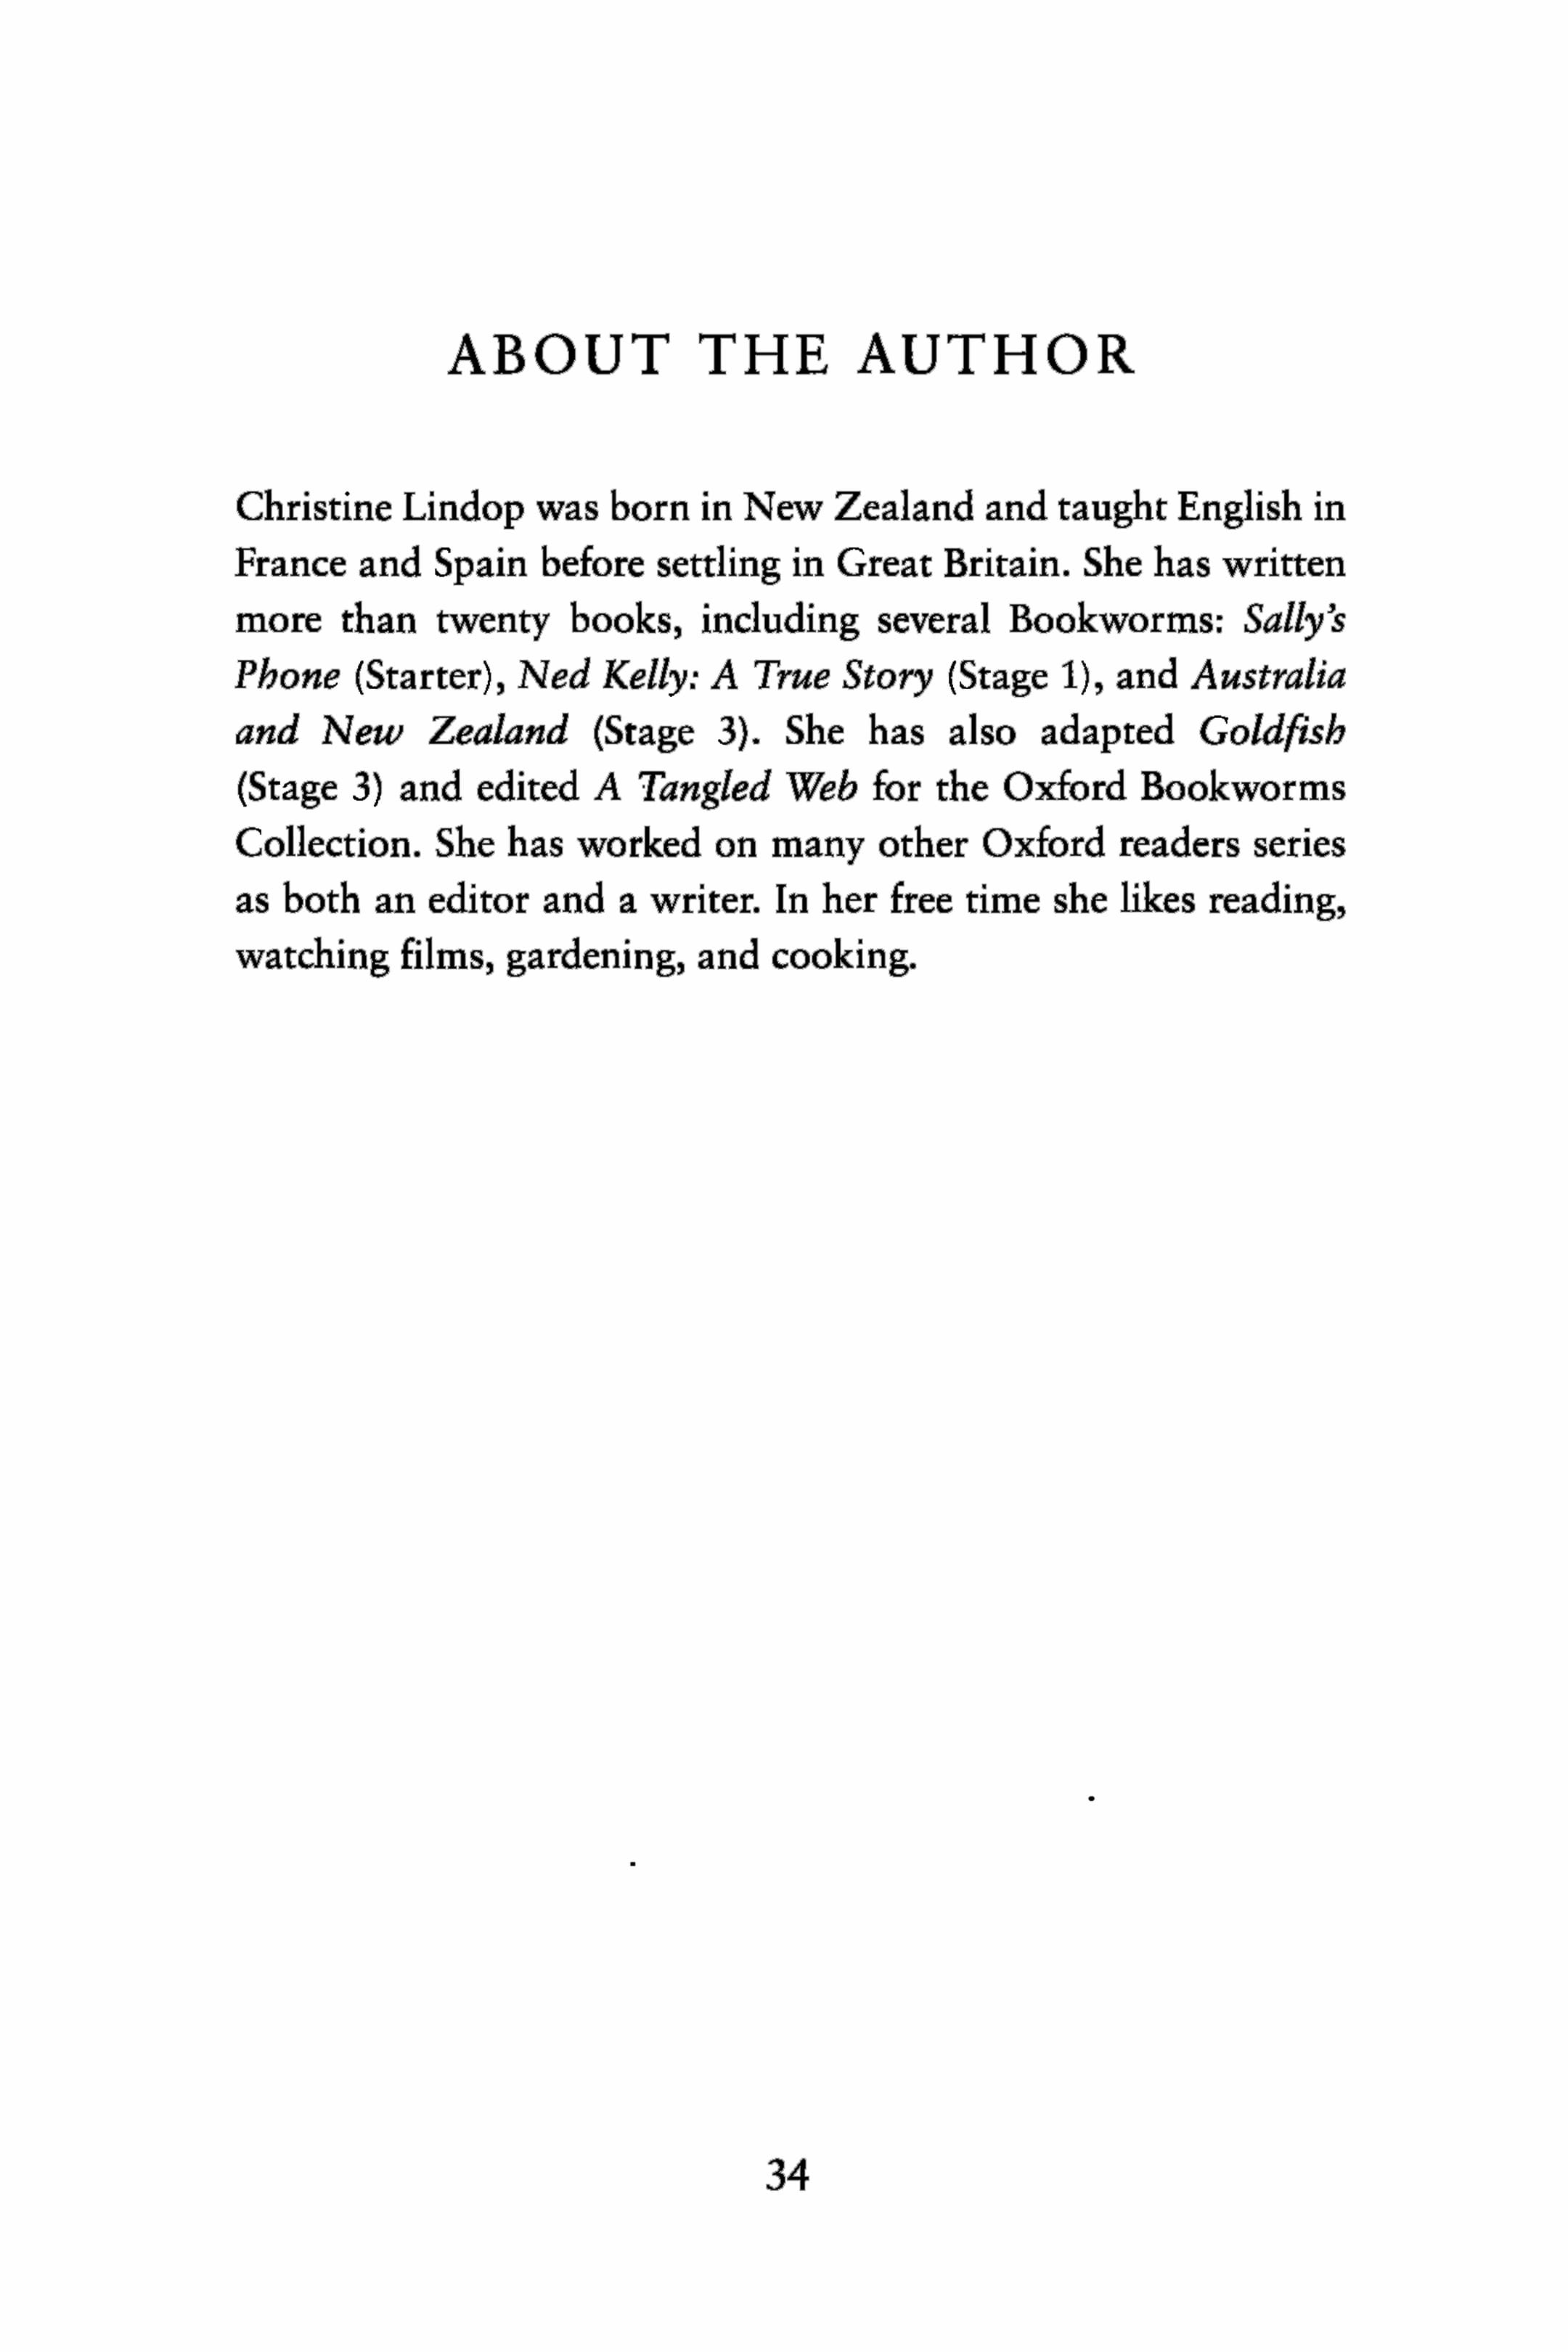 ABOUT THE AUTHOR
Christine Lindop was born in New Zealand and taught English in
France and Spain before settling in Great Britain. She has written
more than twenty books, including several Bookworms: Sally's
Phone (Starter), Ned Kelly: A True Story (Stage 1), and Australia
and New Zealand (Stage 3). She has also adapted Goldfish
(Stage 3) and edited A Tangled Web for the Oxford Bookworms
Collection. She has worked on many other Oxford readers series
as both an editor and a writer. In her free time she likes reading,
watching films, gardening, and cooking.
34